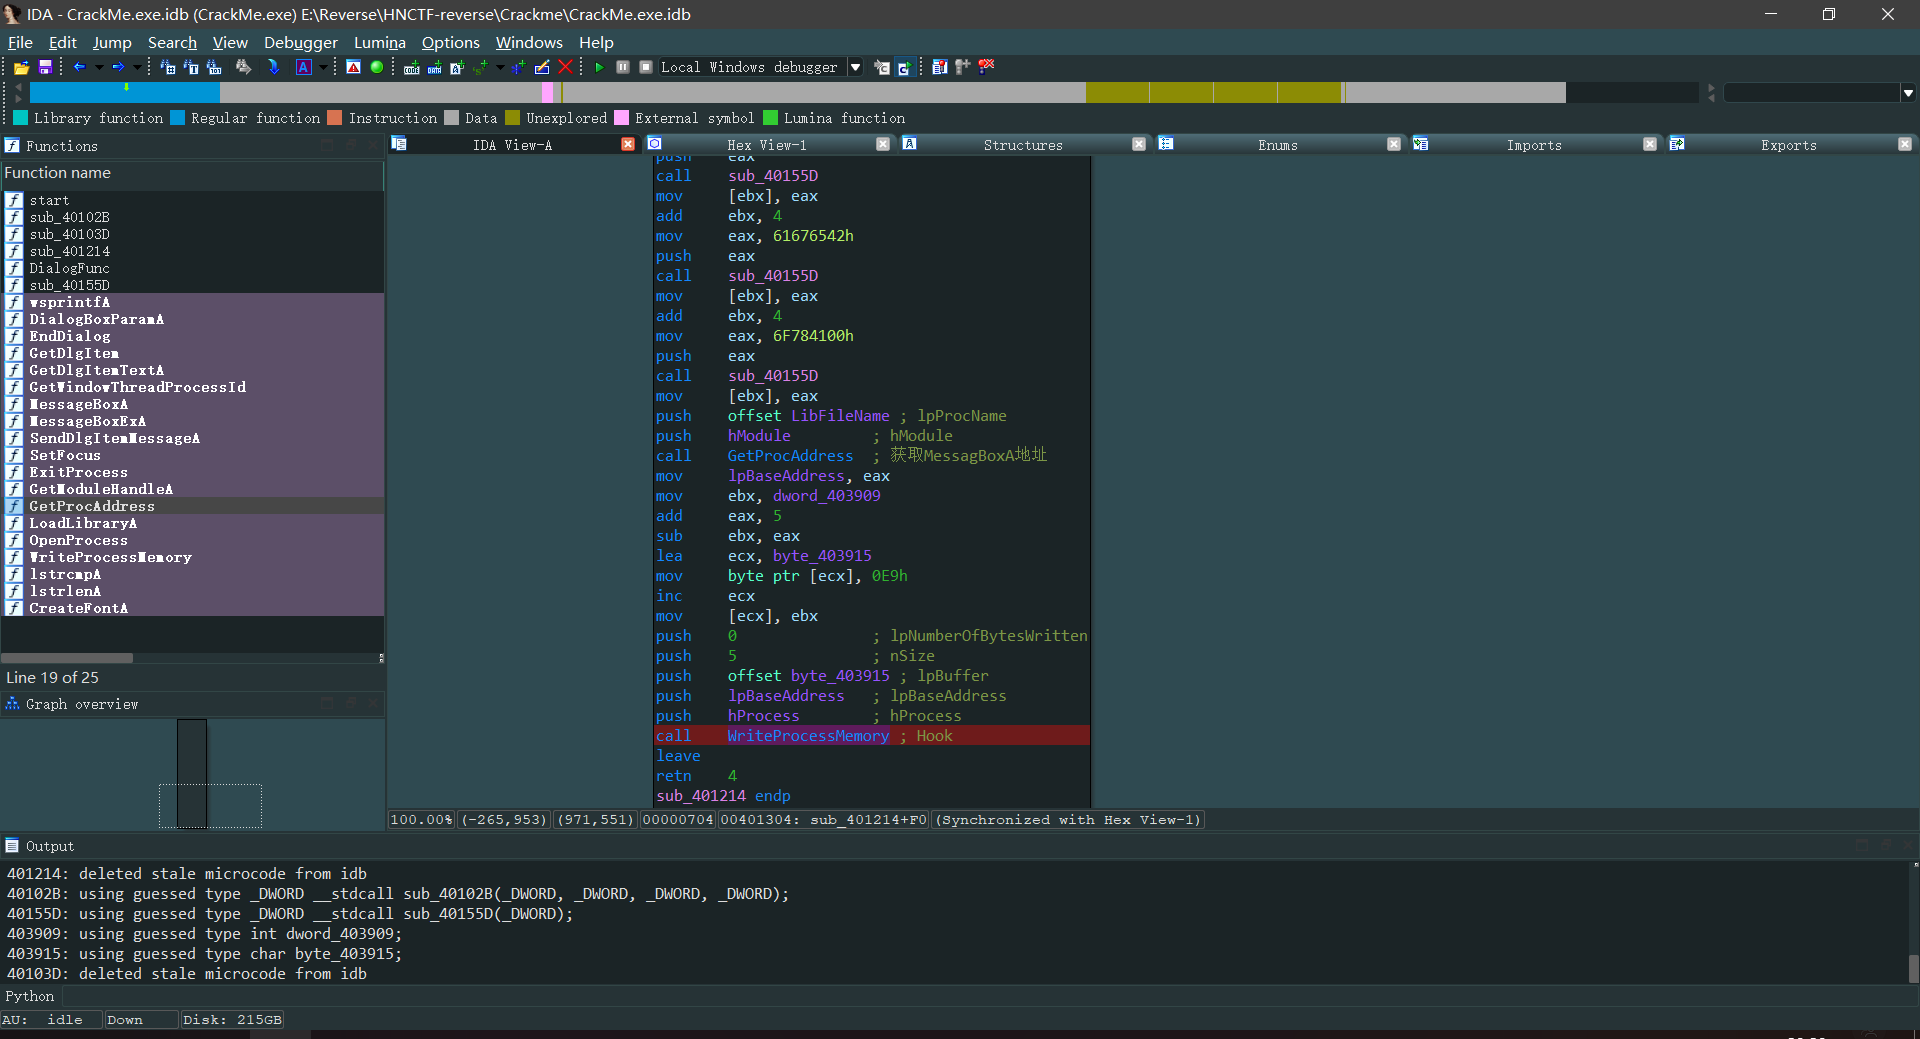 IDA - CrackMe.exe.idb (CrackMe.exe) E:\Reverse\HNCTF-reverse\Crackme\CrackMe.exe.idb
File Edit Jump Search View Debugger Lumina Options Windows Help
Local Windows debugger
Library function Regular function Instruction Data Unexplored External symbol Lumina function
Functions
Function name
start
sub_40102B
sub_40103D
sub_401214
DialogFunc
sub_40155D
wsprintfA
DialogBoxParamA
EndDialog
GetDlgItem
GetDlgItemTextA
GetWindowThreadProcessId
MessageBoxA
MessageBoxExA
SendDlgItemMessageA
SetFocus
ExitProcess
GetModuleHandleA
GetProcAddress
LoadLibraryA
OpenProcess
WriteProcessMemory
lstrcmpA
lstrlenA
CreateFontA
Line 19 of 25
Graph overview
IDA View-A Hex View-1 Structures Enums Imports Exports
push eax
call sub_40155D
mov [ebx], eax
add ebx, 4
mov eax, 61676542h
push eax
call sub_40155D
mov [ebx], eax
add ebx, 4
mov eax, 6F784100h
push eax
call sub_40155D
mov [ebx], eax
push offset LibFileName ; lpProcName
push hModule ; hModule
call GetProcAddress ; 获取MessagBoxA地址
mov lpBaseAddress, eax
mov ebx, dword_403909
add eax, 5
sub ebx, eax
lea ecx, byte_403915
mov byte ptr [ecx], 0E9h
inc ecx
mov [ecx], ebx
push 0 ; lpNumberOfBytesWritten
push 5 ; nSize
push offset byte_403915 ; lpBuffer
push lpBaseAddress ; lpBaseAddress
push hProcess ; hProcess
call WriteProcessMemory ; Hook
leave
retn 4
sub_401214 endp
100.00% (-265,953) (971,551) 00000704 00401304: sub_401214+F0 (Synchronized with Hex View-1)
Output
401214: deleted stale microcode from idb
40102B: using guessed type _DWORD __stdcall sub_40102B(_DWORD, _DWORD, _DWORD, _DWORD);
40155D: using guessed type _DWORD __stdcall sub_40155D(_DWORD);
403909: using guessed type int dword_403909;
403915: using guessed type char byte_403915;
40103D: deleted stale microcode from idb
Python
AU: idle Down Disk: 215GB